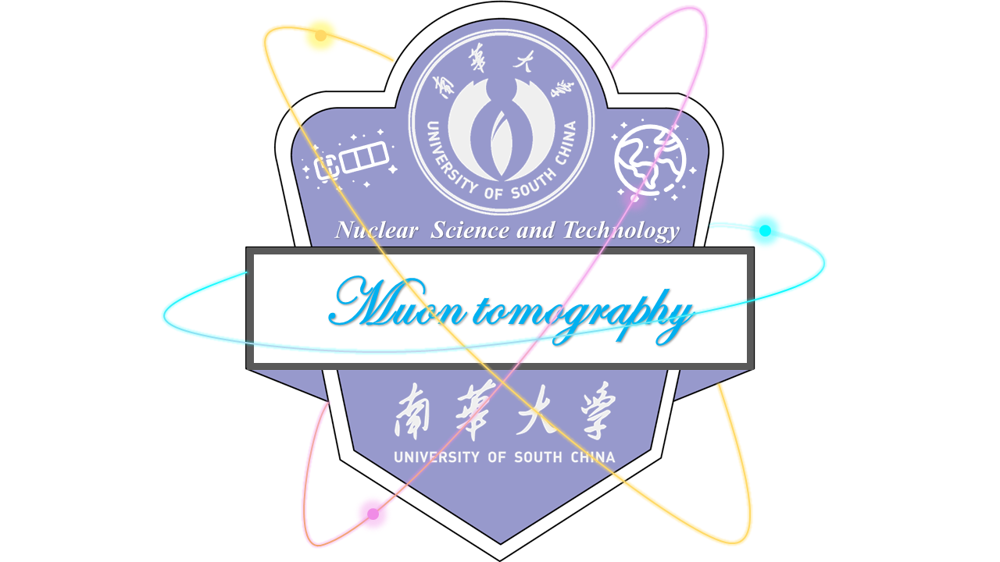 南華大學
UNIVERSITY OF SOUTH CHINA
Nuclear Science and Technology
Muon tomography
南華大学
UNIVERSITY OF SOUTH CHINA